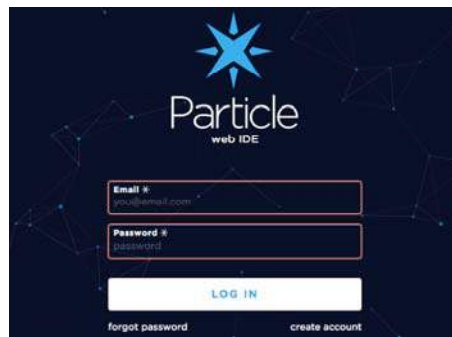 Particle
web IDE
Email *
you@email.com
Password *
password
LOG IN
forgot password create account